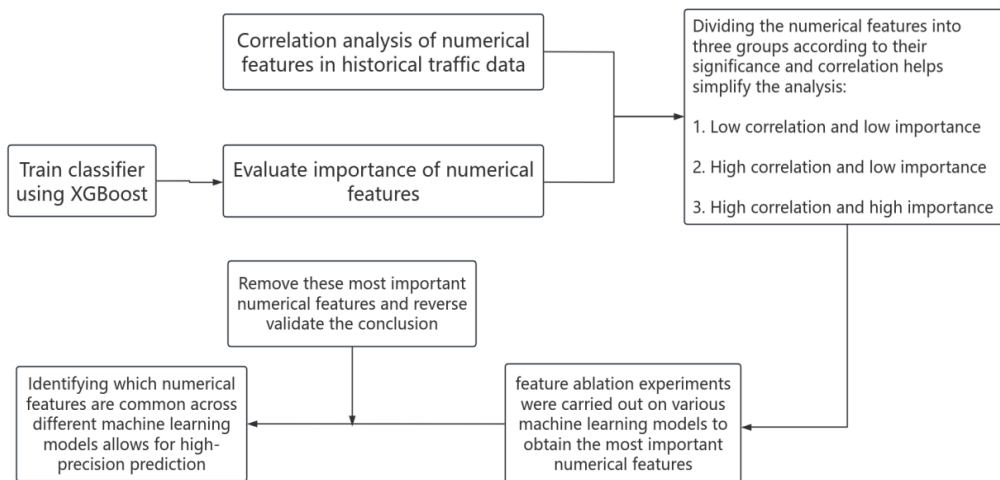 Correlation analysis of numerical
features in historical traffic data
Dividing the numerical features into
three groups according to their
significance and correlation helps
simplify the analysis:
1. Low correlation and low importance
2. High correlation and low importance
3. High correlation and high importance
Train classifier
using XGBoost
Evaluate importance of numerical
features
Remove these most important
numerical features and reverse
validate the conclusion
Identifying which numerical
features are common across
different machine learning
models allows for high-
precision prediction
feature ablation experiments
were carried out on various
machine learning models to
obtain the most important
numerical features